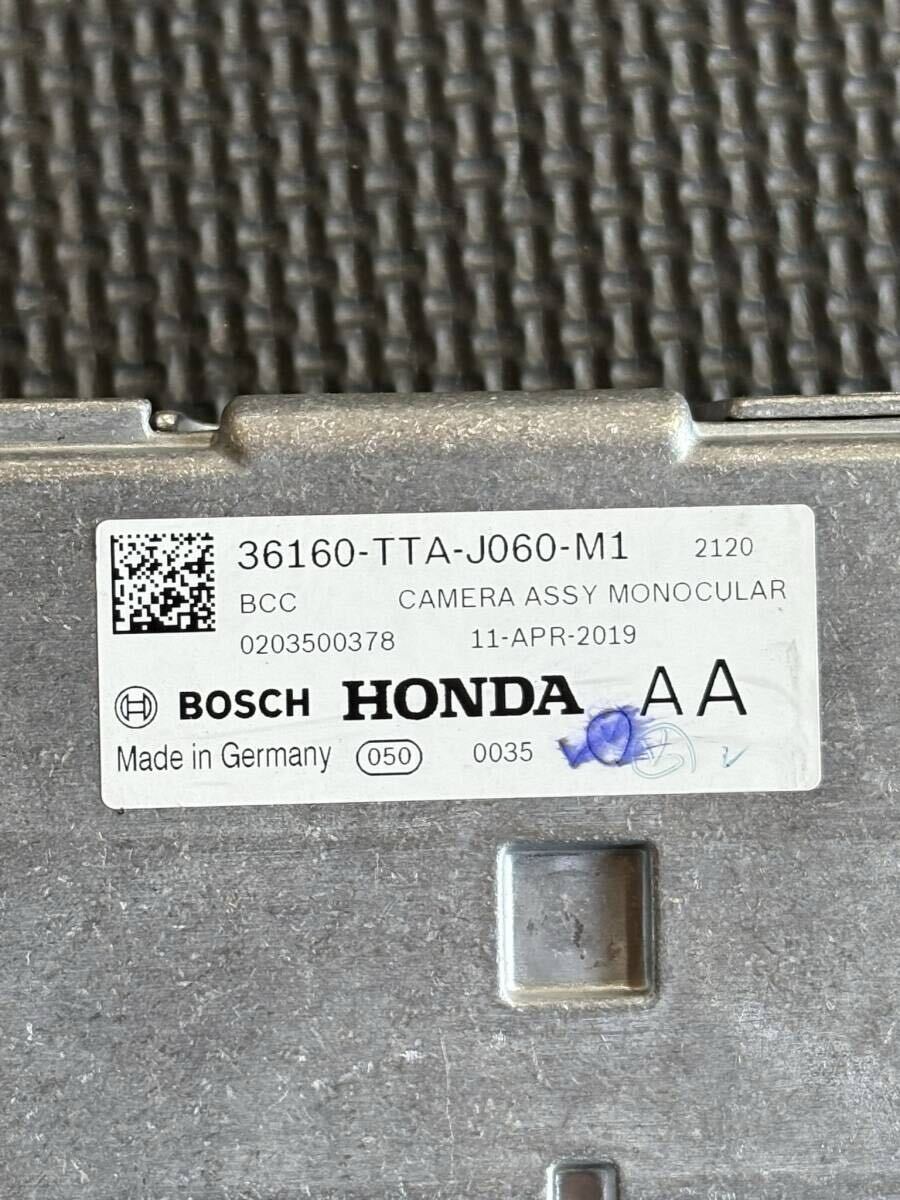 36160-TTA-J060-M1 2120
BCC CAMERA ASSY MONOCULAR
0203500378 11-APR-2019
BOSCH HONDA AA
Made in Germany 050 0035